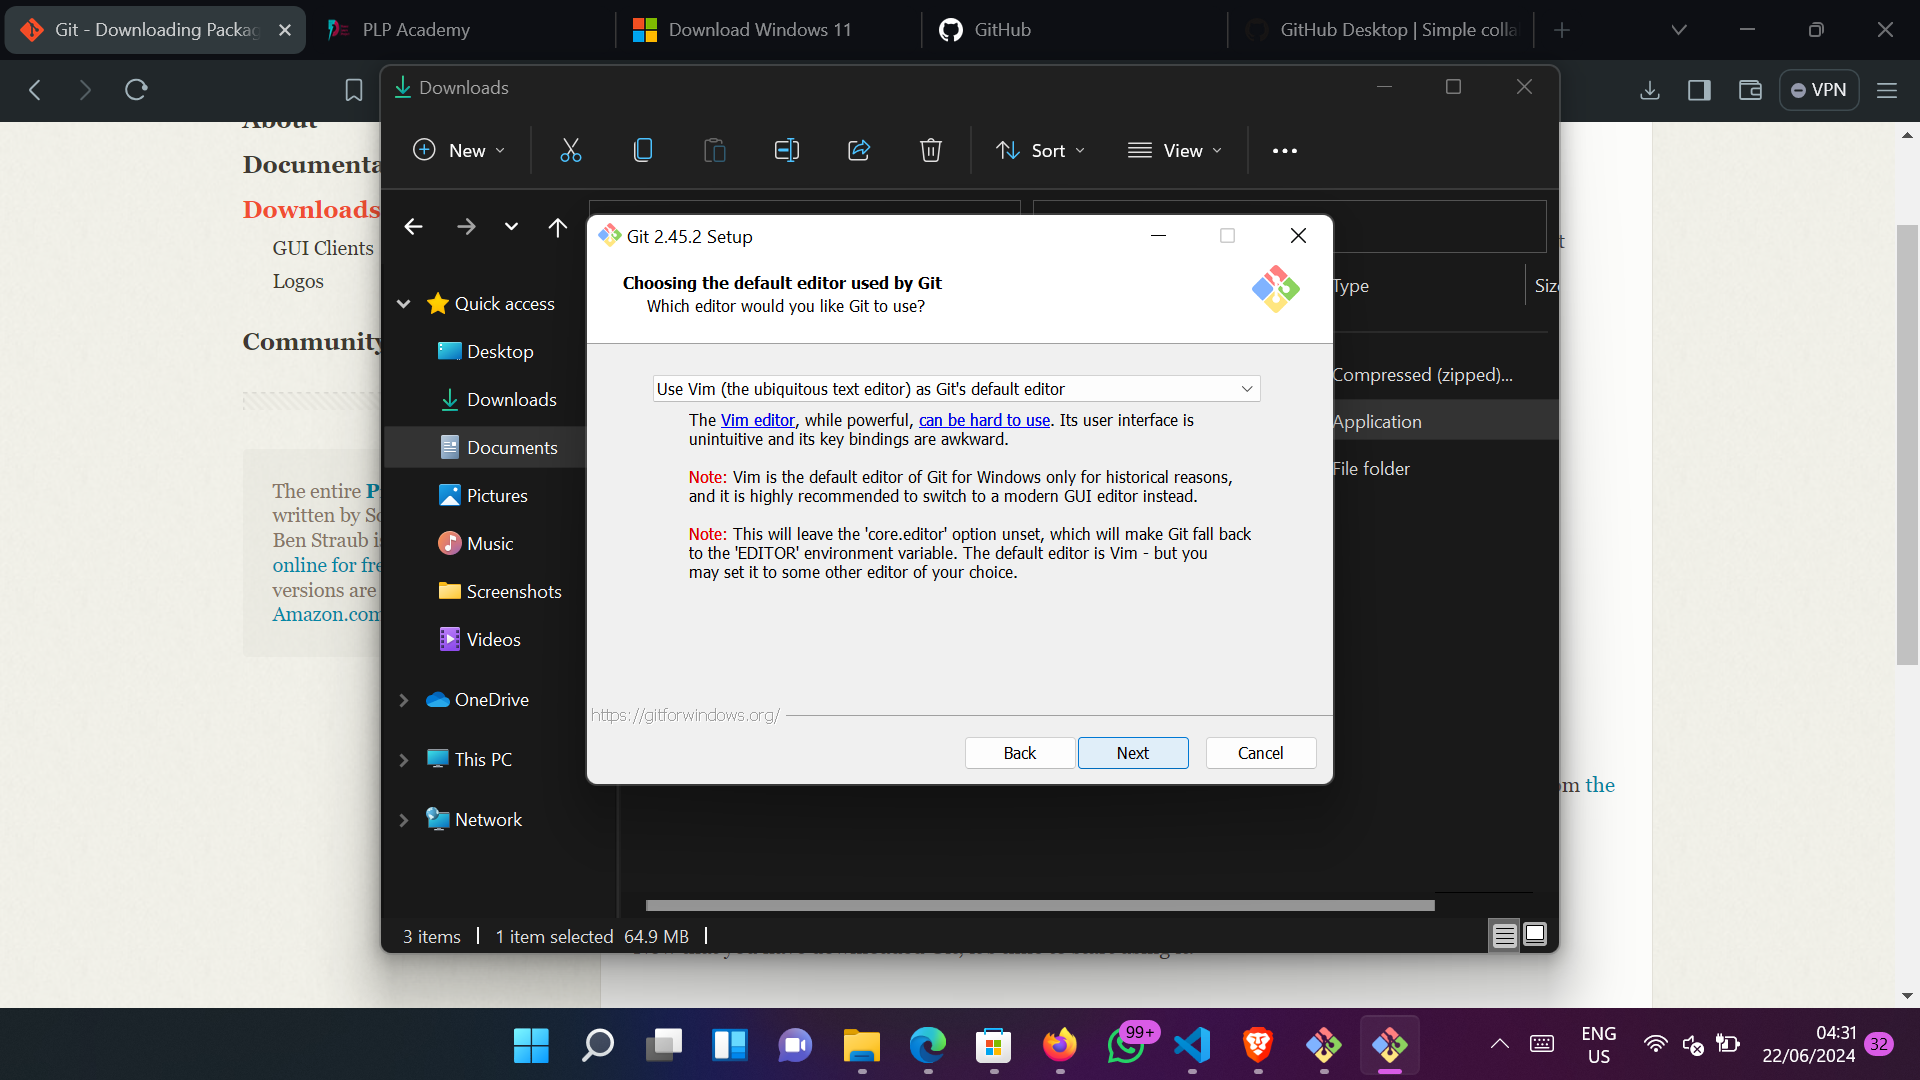 Git - Downloading Packag
PLP Academy
Download Windows 11
GitHub
GitHub Desktop | Simple colla
VPN
Downloads
New
Sort
View
About
Documenta
Downloads
GUI Clients
Logos
Community
The entire P
written by Sc
Ben Straub is
online for fre
versions are
Amazon.com
Quick access
Desktop
Downloads
Documents
Pictures
Music
Screenshots
Videos
OneDrive
This PC
Network
Type
Size
Compressed (zipped)...
Application
File folder
Git 2.45.2 Setup
Choosing the default editor used by Git
Which editor would you like Git to use?
Use Vim (the ubiquitous text editor) as Git's default editor
The Vim editor, while powerful, can be hard to use. Its user interface is
unintuitive and its key bindings are awkward.
Note: Vim is the default editor of Git for Windows only for historical reasons,
and it is highly recommended to switch to a modern GUI editor instead.
Note: This will leave the 'core.editor' option unset, which will make Git fall back
to the 'EDITOR' environment variable. The default editor is Vim - but you
may set it to some other editor of your choice.
https://gitforwindows.org/
Back
Next
Cancel
om the
3 items
1 item selected 64.9 MB
99+
ENG
US
04:31
22/06/2024
32